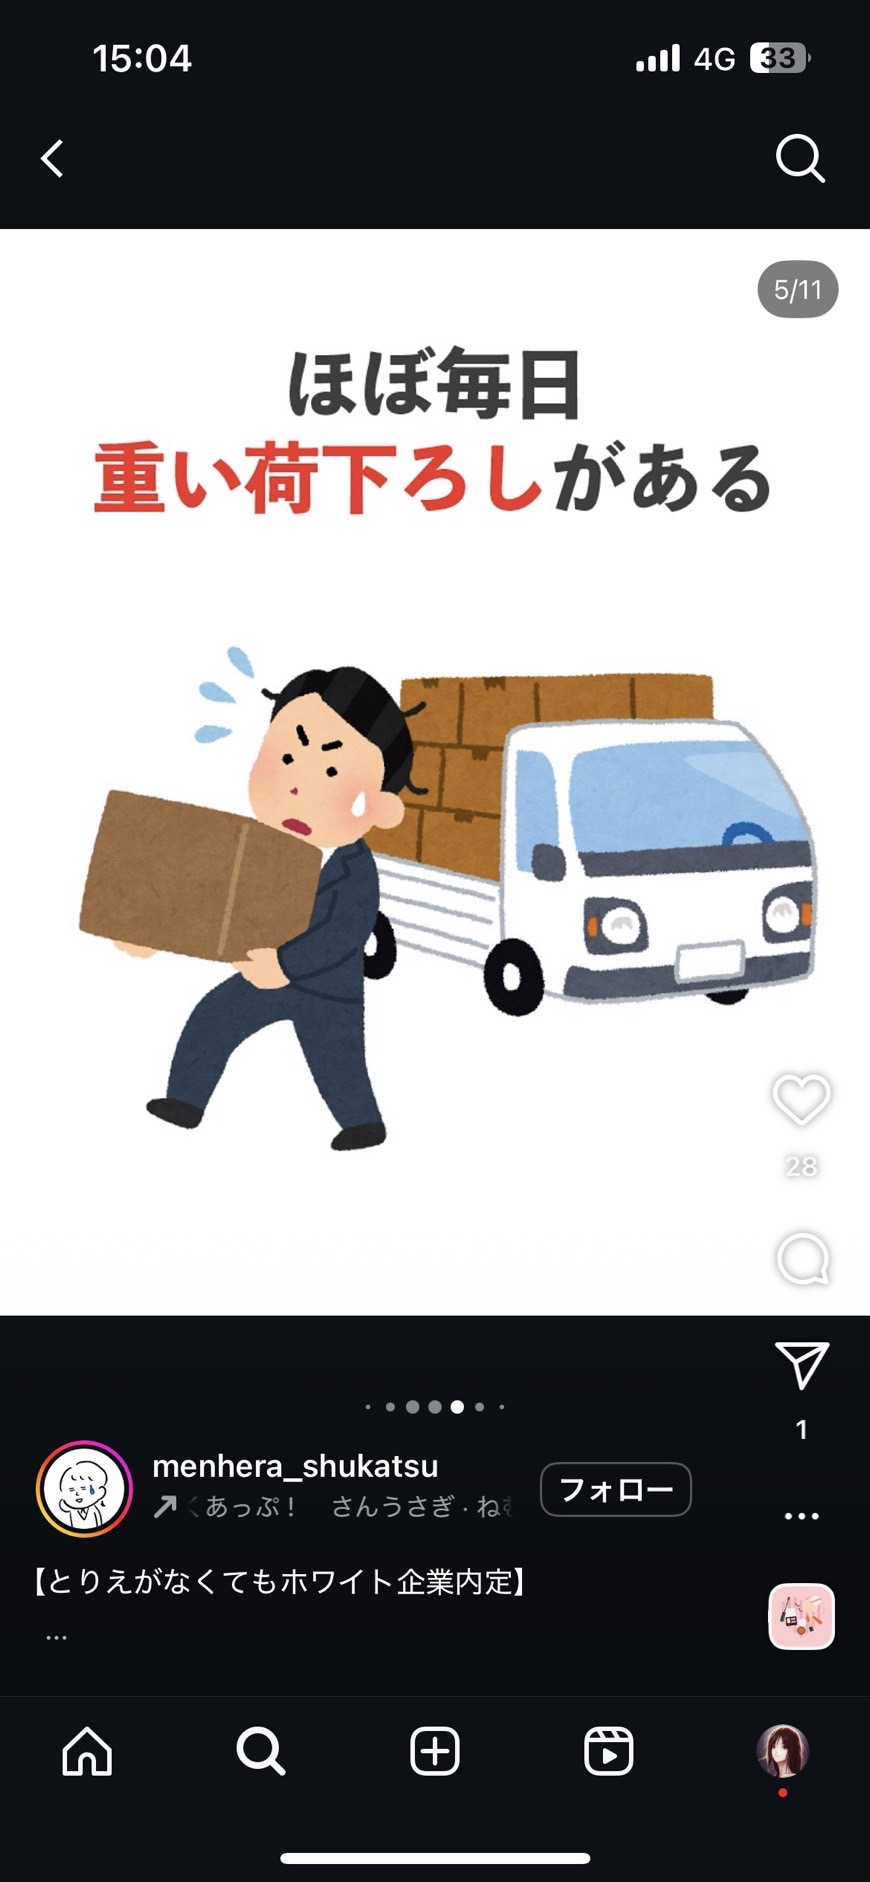 15:04
4G
33
5/11
ほぼ毎日
重い荷下ろしがある
28
1
menhera_shukatsu
くあっぷ！ さんうさぎ・ねむ
フォロー
【とりえがなくてもホワイト企業内定】
...